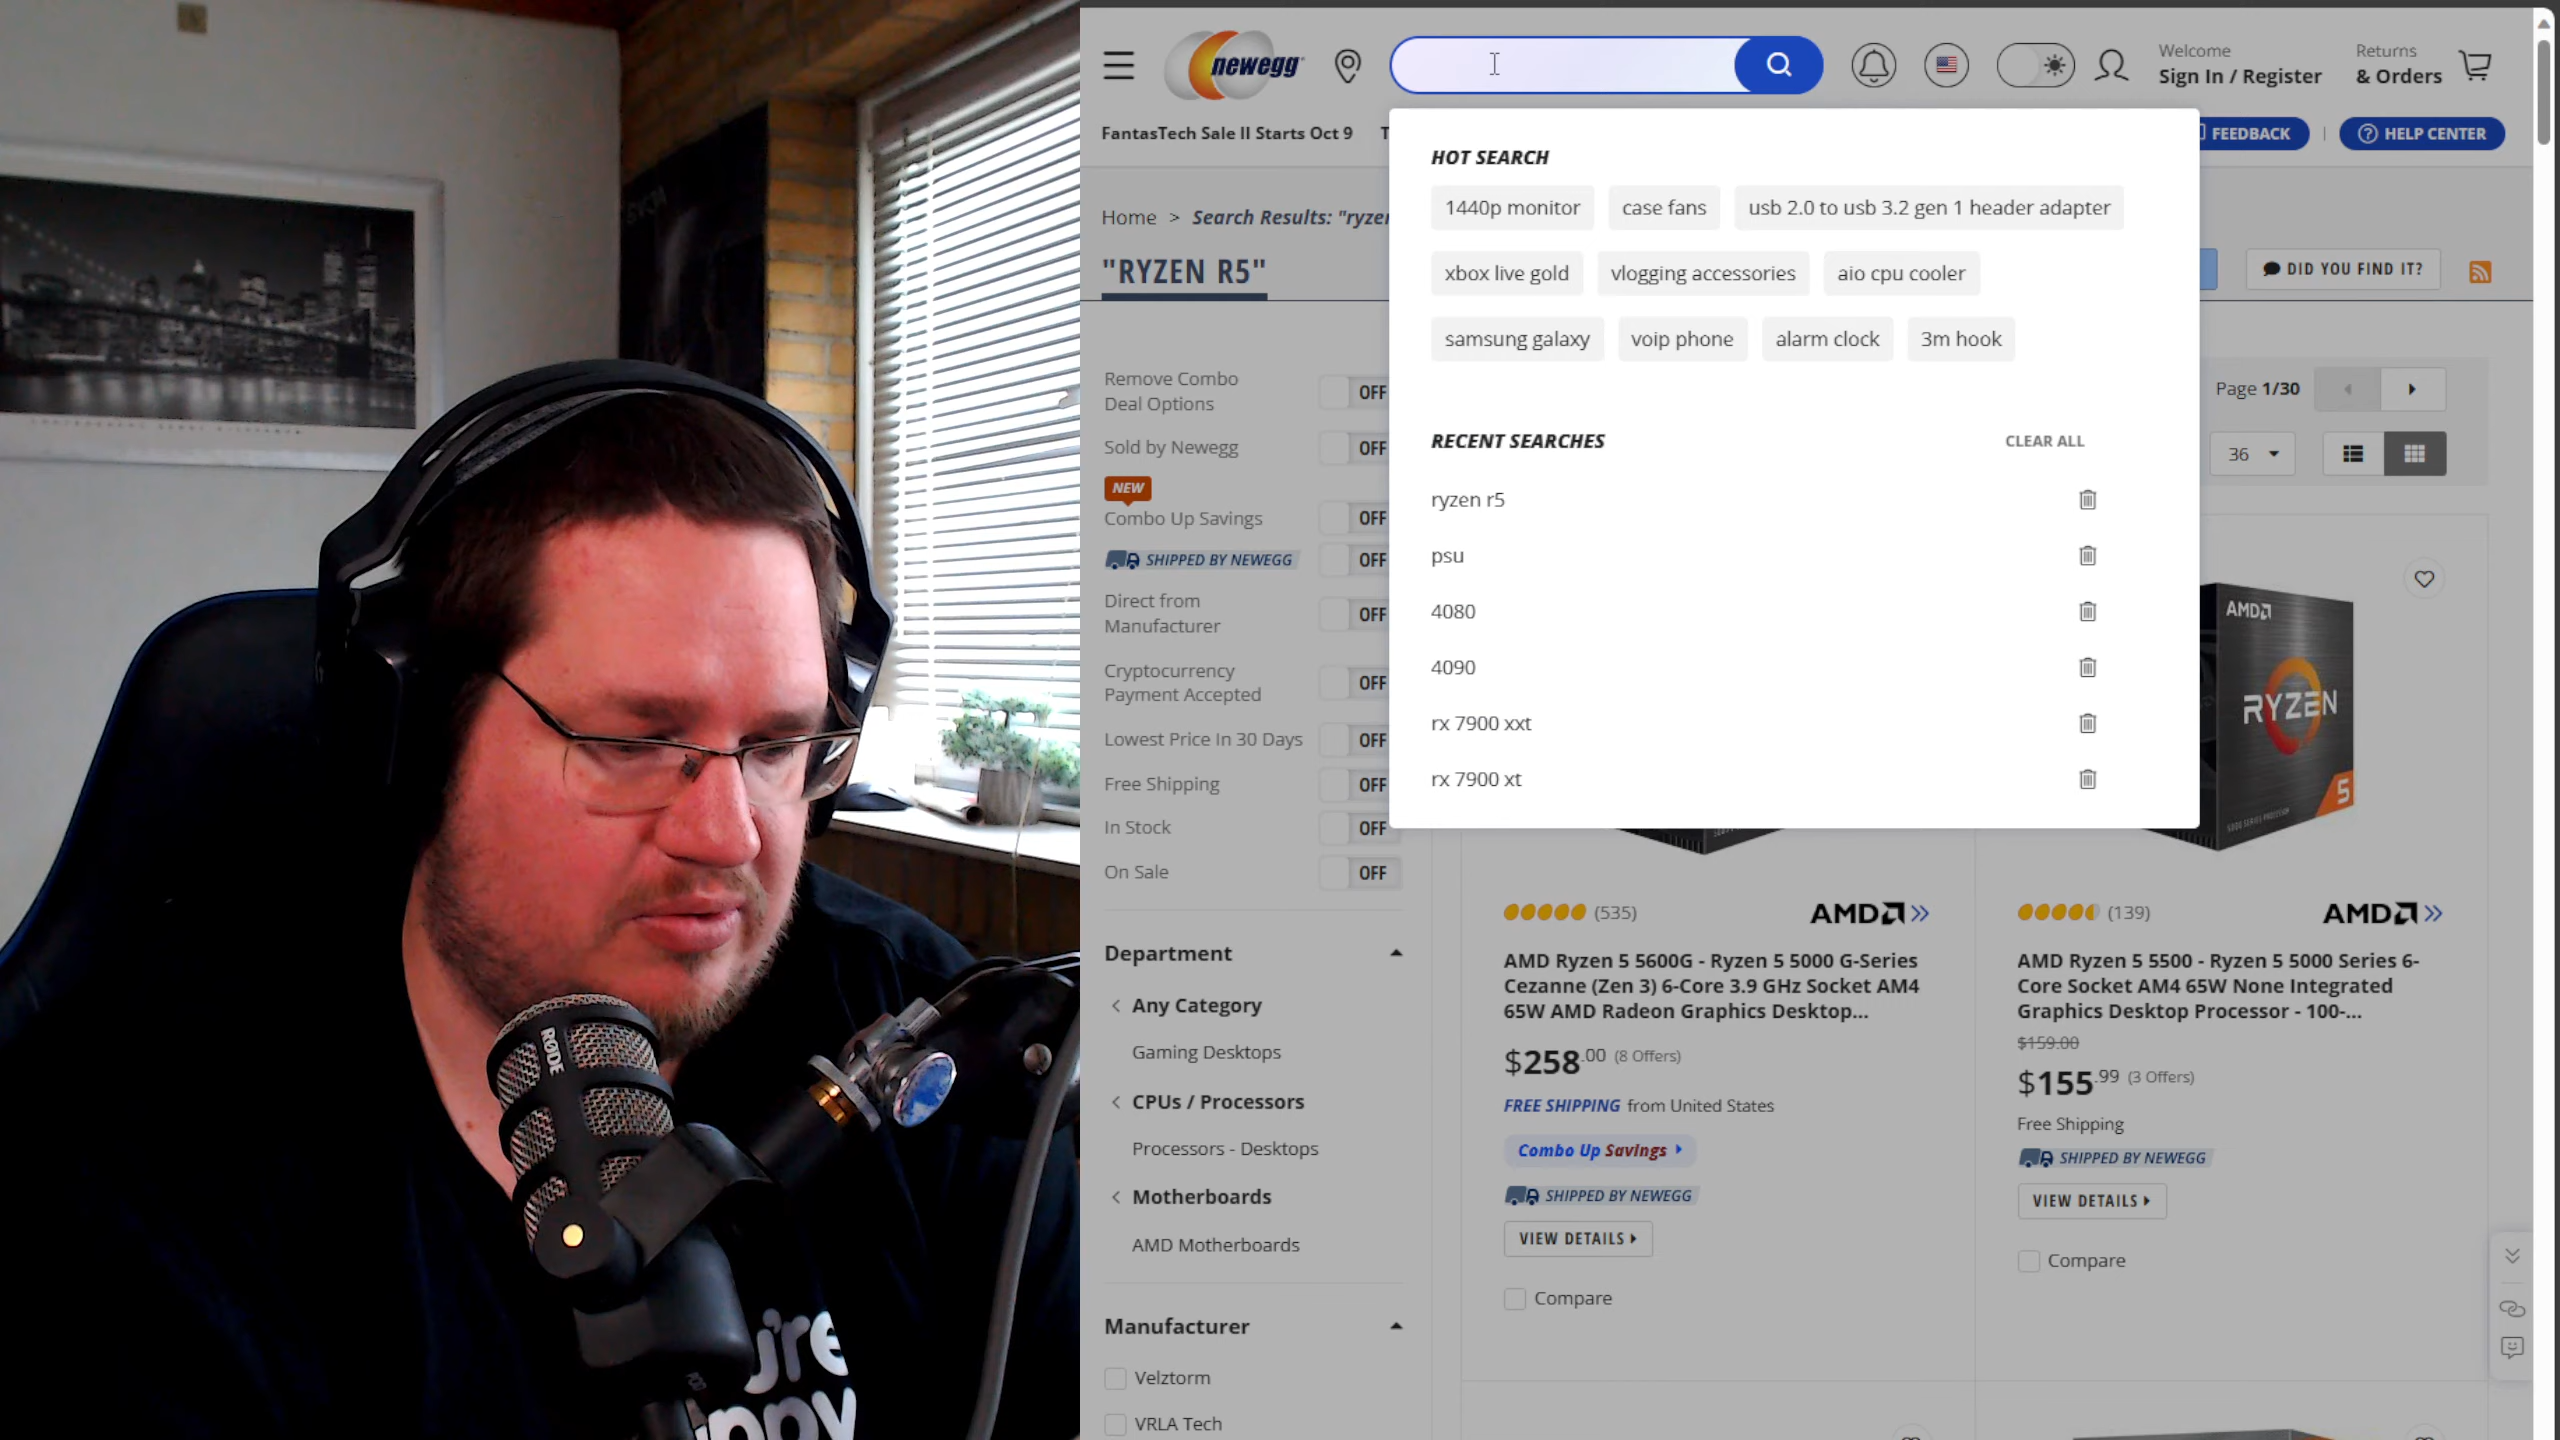 newegg
Welcome
Sign In / Register
Returns
& Orders
FantasTech Sale II Starts Oct 9
FEEDBACK
HELP CENTER
HOT SEARCH
1440p monitor
case fans
usb 2.0 to usb 3.2 gen 1 header adapter
xbox live gold
vlogging accessories
aio cpu cooler
samsung galaxy
voip phone
alarm clock
3m hook
RECENT SEARCHES
CLEAR ALL
ryzen r5
psu
4080
4090
rx 7900 xxt
rx 7900 xt
Home > Search Results: "ryze
"RYZEN R5"
DID YOU FIND IT?
Page 1/30
36
Remove Combo
Deal Options
OFF
Sold by Newegg
OFF
NEW
Combo Up Savings
OFF
SHIPPED BY NEWEGG
OFF
Direct from
Manufacturer
OFF
Cryptocurrency
Payment Accepted
OFF
Lowest Price In 30 Days
OFF
Free Shipping
OFF
In Stock
OFF
On Sale
OFF
Department
Any Category
Gaming Desktops
CPUs / Processors
Processors - Desktops
Motherboards
AMD Motherboards
Manufacturer
Velztorm
VRLA Tech
(535)
AMD
AMD Ryzen 5 5600G - Ryzen 5 5000 G-Series
Cezanne (Zen 3) 6-Core 3.9 GHz Socket AM4
65W AMD Radeon Graphics Desktop...
$258.00 (8 Offers)
FREE SHIPPING from United States
Combo Up Savings
SHIPPED BY NEWEGG
VIEW DETAILS
Compare
AMD
RYZEN
5
(139)
AMD
AMD Ryzen 5 5500 - Ryzen 5 5000 Series 6-
Core Socket AM4 65W None Integrated
Graphics Desktop Processor - 100-...
$159.00
$155.99 (3 Offers)
Free Shipping
SHIPPED BY NEWEGG
VIEW DETAILS
Compare
RØDE